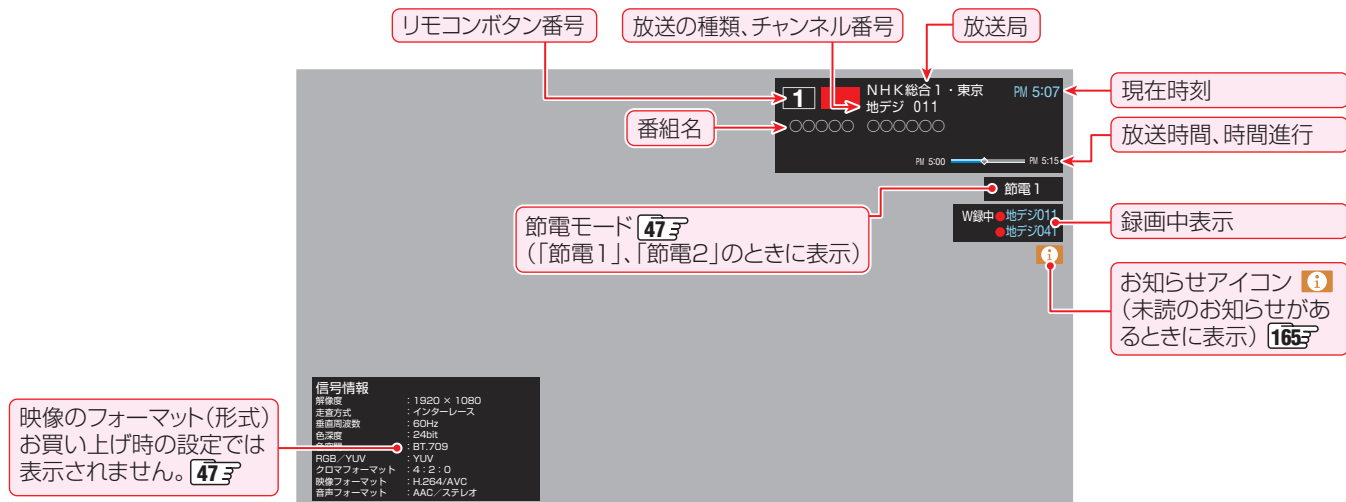 リモコンボタン番号
放送の種類、チャンネル番号
放送局
1
NHK総合1・東京
PM 5:07
現在時刻
地デジ 011
番組名
○○○○○ ○○○○○○
放送時間、時間進行
PM 5:00
PM 5:15
節電1
節電モード 47
(「節電1」、「節電2」のときに表示)
W録中●地デジ011
●地デジ041
録画中表示
お知らせアイコン
(未読のお知らせがあ
るときに表示) 165
映像のフォーマット(形式)
お買い上げ時の設定では
表示されません。 47
信号情報
解像度 :1920 × 1080
走査方式 :インターレース
垂直周波数 :60Hz
色深度 :24bit
:BT.709
RGB/YUV :YUV
クロマフォーマット :4:2:0
映像フォーマット :H.264/AVC
音声フォーマット :AAC/ステレオ